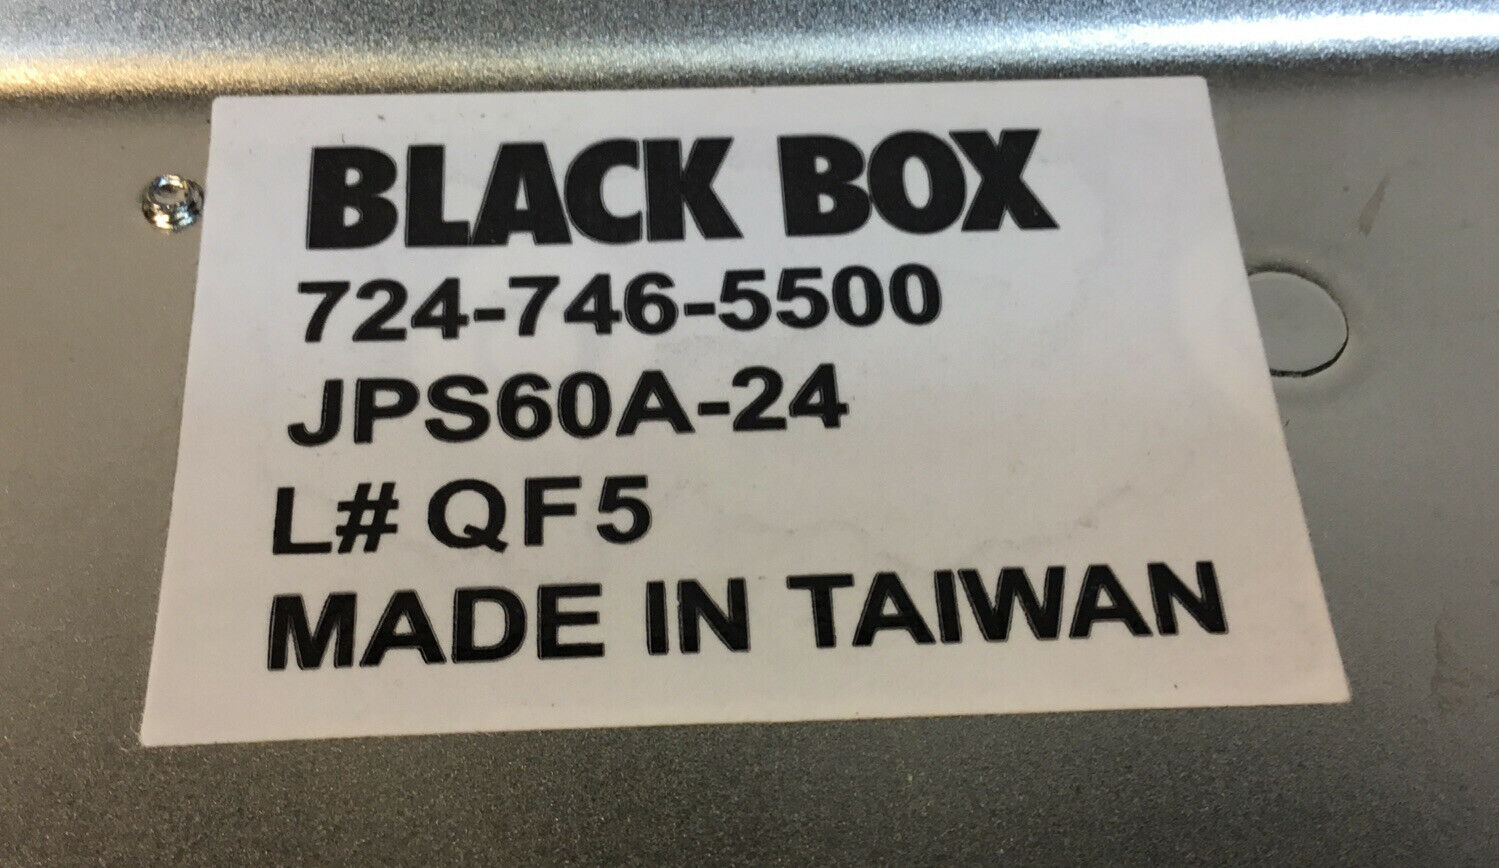 BLACK BOX
724-746-5500
JPS60A-24
L# QF5
MADE IN TAIWAN